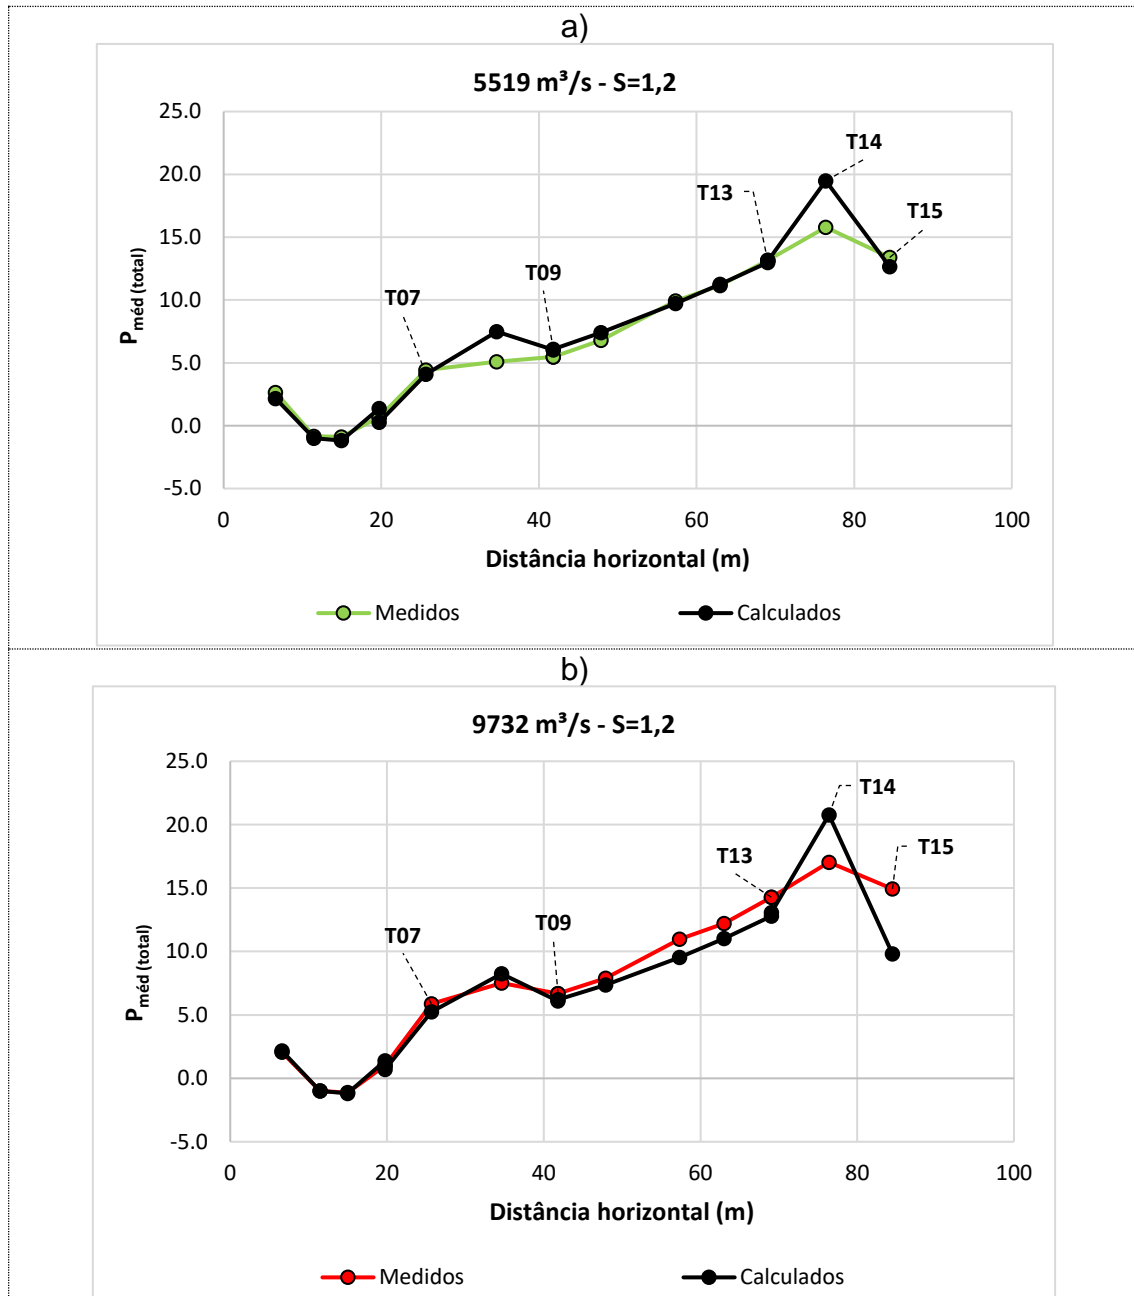 a)
5519 m³/s - S=1,2
25.0
20.0
15.0
10.0
5.0
0.0
-5.0
P méd (total)
T07
T09
T13
T14
T15
0 20 40 60 80 100
Distância horizontal (m)
Medidos Calculados
b)
9732 m³/s - S=1,2
25.0
20.0
15.0
10.0
5.0
0.0
-5.0
P méd (total)
T07
T09
T13
T14
T15
0 20 40 60 80 100
Distância horizontal (m)
Medidos Calculados